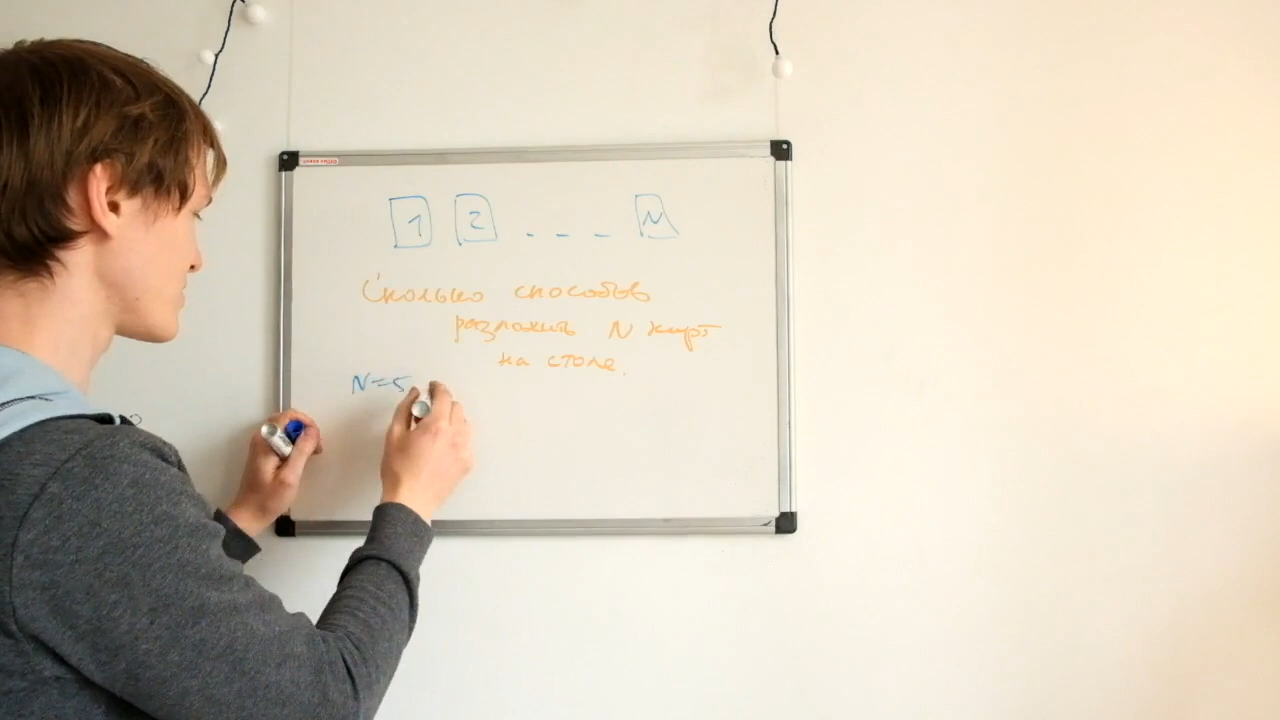 1 2 . . . N
Сколько способов
разложить N карт
на столе.
N=5